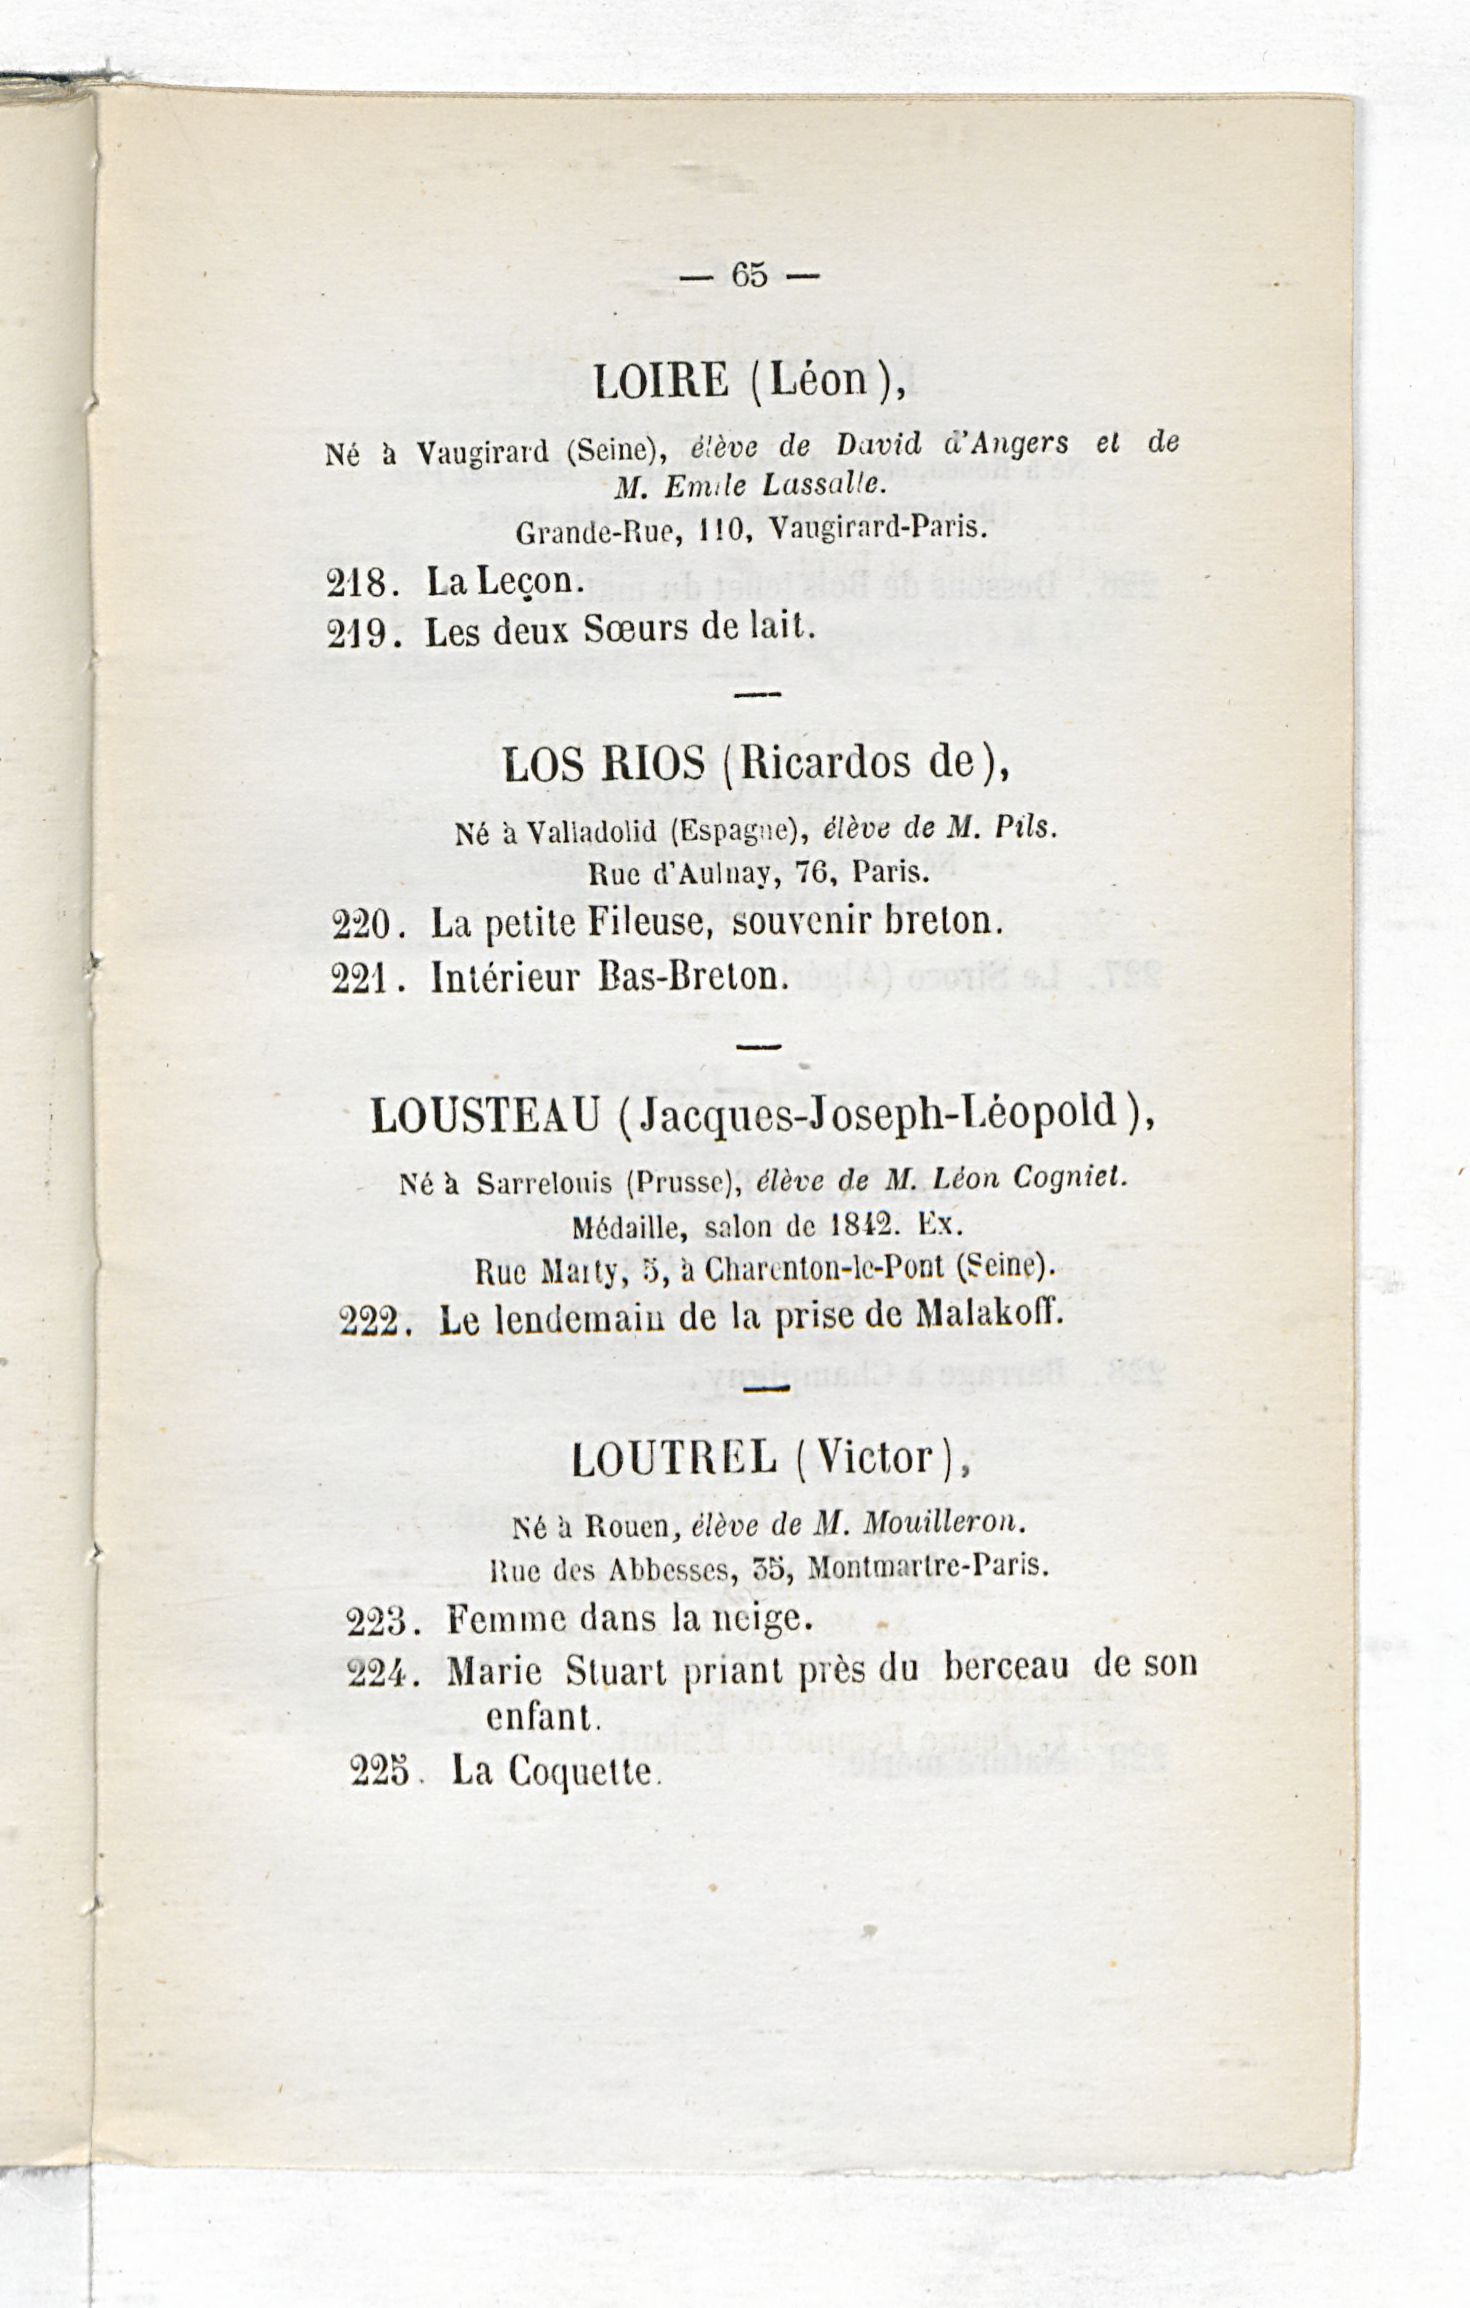 — 65 —
LOIRE (Léon),
Né à Vaugirard (Seine), élève de David d'Angers et de
M. Emile Lassalle.
Grande-Rue, 110, Vaugirard-Paris.
218. La Leçon.
219. Les deux Sœurs de lait.
LOS RIOS (Ricardos de),
Né à Valladolid (Espagne), élève de M. Pils.
Rue d'Aulnay, 76, Paris.
220. La petite Fileuse, souvenir breton.
221. Intérieur Bas-Breton.
LOUSTEAU (Jacques-Joseph-Léopold),
Né à Sarrelouis (Prusse), élève de M. Léon Cogniet.
Médaille, salon de 1842. Ex.
Rue Marty, 5, à Charenton-le-Pont (Seine).
222. Le lendemain de la prise de Malakoff.
LOUTREL (Victor),
Né à Rouen, élève de M. Mouilleron.
Rue des Abbesses, 35, Montmartre-Paris.
223. Femme dans la neige.
224. Marie Stuart priant près du berceau de son
enfant.
225. La Coquette.